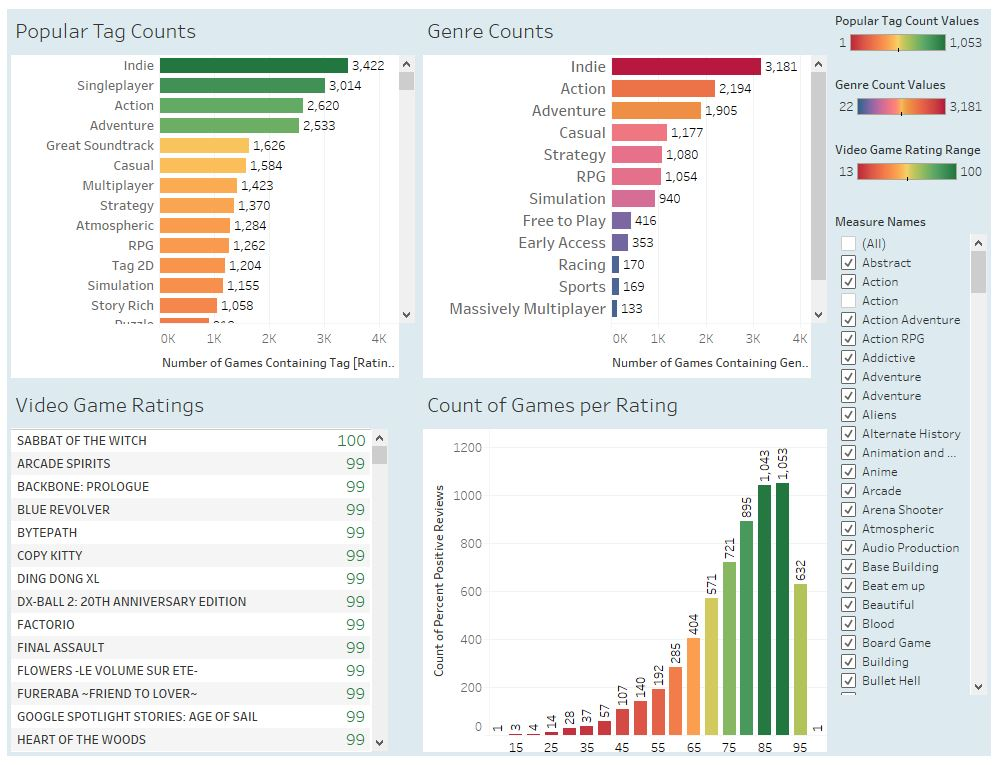 Popular Tag Counts
Indie 3,422
Singleplayer 3,014
Action 2,620
Adventure 2,533
Great Soundtrack 1,626
Casual 1,584
Multiplayer 1,423
Strategy 1,370
Atmospheric 1,284
RPG 1,262
Tag 2D 1,204
Simulation 1,155
Story Rich 1,058
0K 1K 2K 3K 4K
Number of Games Containing Tag [Ratin..
Genre Counts
Indie 3,181
Action 2,194
Adventure 1,905
Casual 1,177
Strategy 1,080
RPG 1,054
Simulation 940
Free to Play 416
Early Access 353
Racing 170
Sports 169
Massively Multiplayer 133
0K 1K 2K 3K 4K
Number of Games Containing Gen..
Popular Tag Count Values
1 1,053
Genre Count Values
22 3,181
Video Game Rating Range
13 100
Measure Names
(All)
Abstract
Action
Action
Action Adventure
Action RPG
Addictive
Adventure
Adventure
Aliens
Alternate History
Animation and ...
Anime
Arcade
Arena Shooter
Atmospheric
Audio Production
Base Building
Beat em up
Beautiful
Blood
Board Game
Building
Bullet Hell
Video Game Ratings
SABBAT OF THE WITCH 100
ARCADE SPIRITS 99
BACKBONE: PROLOGUE 99
BLUE REVOLVER 99
BYTEPATH 99
COPY KITTY 99
DING DONG XL 99
DX-BALL 2: 20TH ANNIVERSARY EDITION 99
FACTORIO 99
FINAL ASSAULT 99
FLOWERS -LE VOLUME SUR ETE- 99
FURERABA ~FRIEND TO LOVER~ 99
GOOGLE SPOTLIGHT STORIES: AGE OF SAIL 99
HEART OF THE WOODS 99
Count of Games per Rating
Count of Percent Positive Reviews
1200
1000
800
600
400
200
0
1 3 4 14 28 37 57 107 140 192 285 404 571 721 895 1,043 1,053 632 1
15 25 35 45 55 65 75 85 95